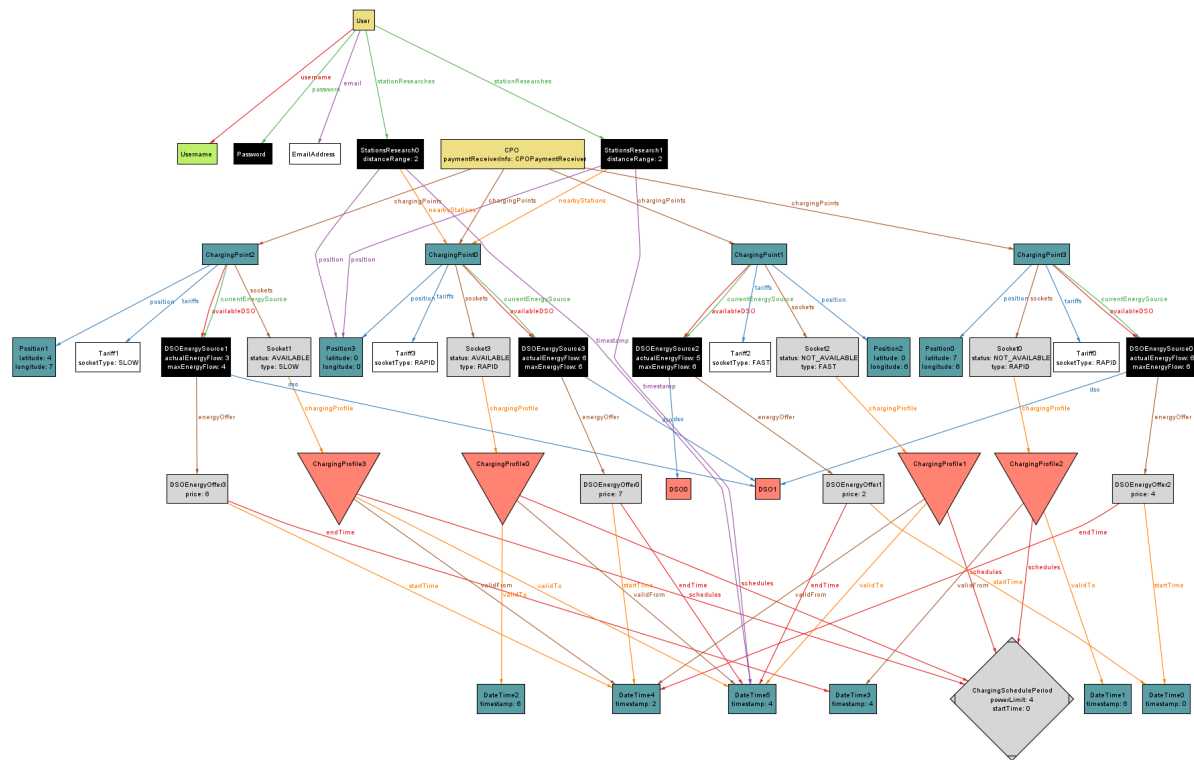 User
username
email
password
stationResearches
stationResearches
Username
Password
EmailAddress
StationsResearch0
distanceRange: 2
CPO
paymentReceiverInfo: CPOPaymentReceiver
StationsResearch1
distanceRange: 2
chargingPoints
nearbyStations
chargingPoints
nearbyStations
chargingPoints
chargingPoints
ChargingPoint2
ChargingPoint0
ChargingPoint1
ChargingPoint3
position
tariffs
sockets
currentEnergySource
availableDSO
position
position
position
tariffs
sockets
currentEnergySource
availableDSO
timestamp
timestamp
currentEnergySource
availableDSO
tariffs
sockets
position
position
sockets
tariffs
currentEnergySource
availableDSO
Position1
latitude: 4
longitude: 7
Tariff1
socketType: SLOW
DSOEnergySource1
actualEnergyFlow: 3
maxEnergyFlow: 4
Socket1
status: AVAILABLE
type: SLOW
Position3
latitude: 0
longitude: 0
Tariff3
socketType: RAPID
Socket3
status: AVAILABLE
type: RAPID
DSOEnergySource3
actualEnergyFlow: 6
maxEnergyFlow: 6
DSOEnergySource2
actualEnergyFlow: 5
maxEnergyFlow: 6
Tariff2
socketType: FAST
Socket2
status: NOT_AVAILABLE
type: FAST
Position2
latitude: 0
longitude: 6
Position0
latitude: 7
longitude: 6
Socket0
status: NOT_AVAILABLE
type: RAPID
Tariff0
socketType: RAPID
DSOEnergySource0
actualEnergyFlow: 6
maxEnergyFlow: 6
energyOffer
dso
chargingProfile
chargingProfile
energyOffer
dso
energyOffer
chargingProfile
chargingProfile
dso
energyOffer
DSOEnergyOffer3
price: 6
ChargingProfile3
ChargingProfile0
DSOEnergyOffer0
price: 7
DSO0
DSO1
DSOEnergyOffer1
price: 2
ChargingProfile1
ChargingProfile2
DSOEnergyOffer2
price: 4
endTime
startTime
validFrom
validTo
validTo
startTime
endTime
schedules
schedules
validFrom
endTime
validTo
validFrom
schedules
startTime
schedules
validTo
endTime
startTime
DateTime2
timestamp: 6
DateTime4
timestamp: 2
DateTime5
timestamp: 4
DateTime3
timestamp: 4
ChargingSchedulePeriod
powerLimit: 4
startTime: 0
DateTime1
timestamp: 6
DateTime0
timestamp: 0